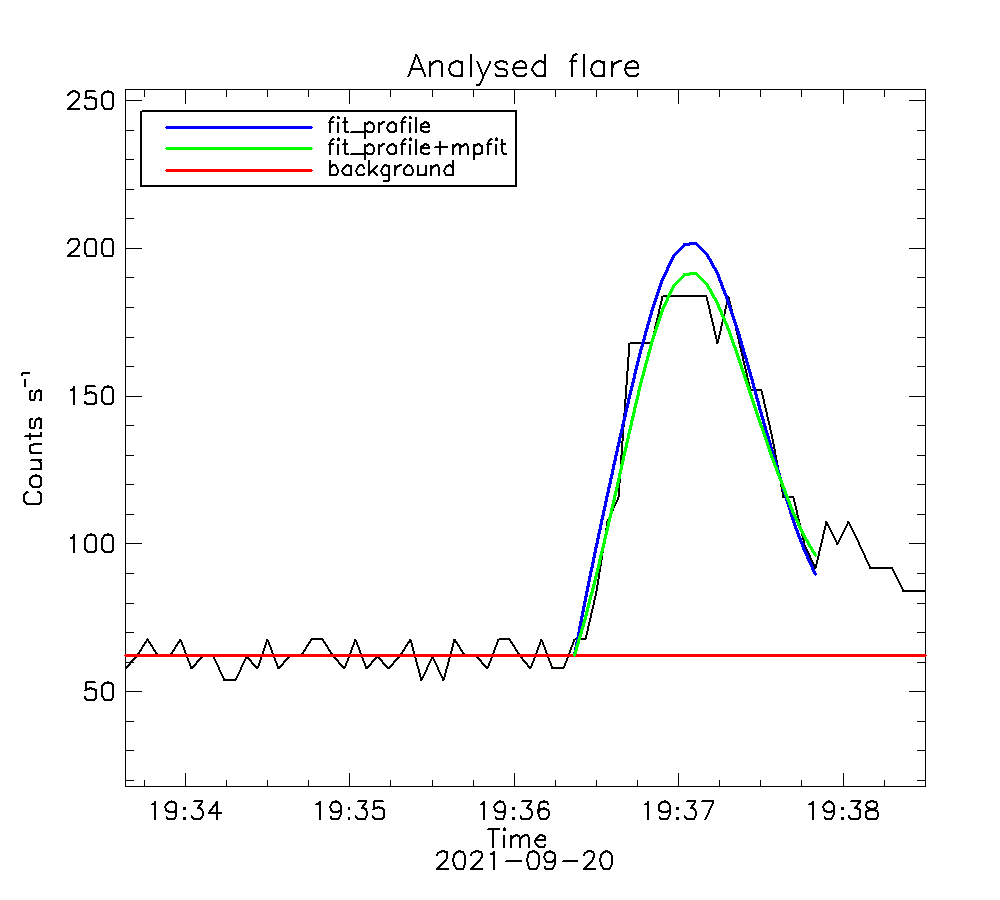 Analysed flare
fit_profile
fit_profile+mpfit
background
250
200
150
100
50
Counts s⁻¹
19:34 19:35 19:36 19:37 19:38
Time
2021-09-20